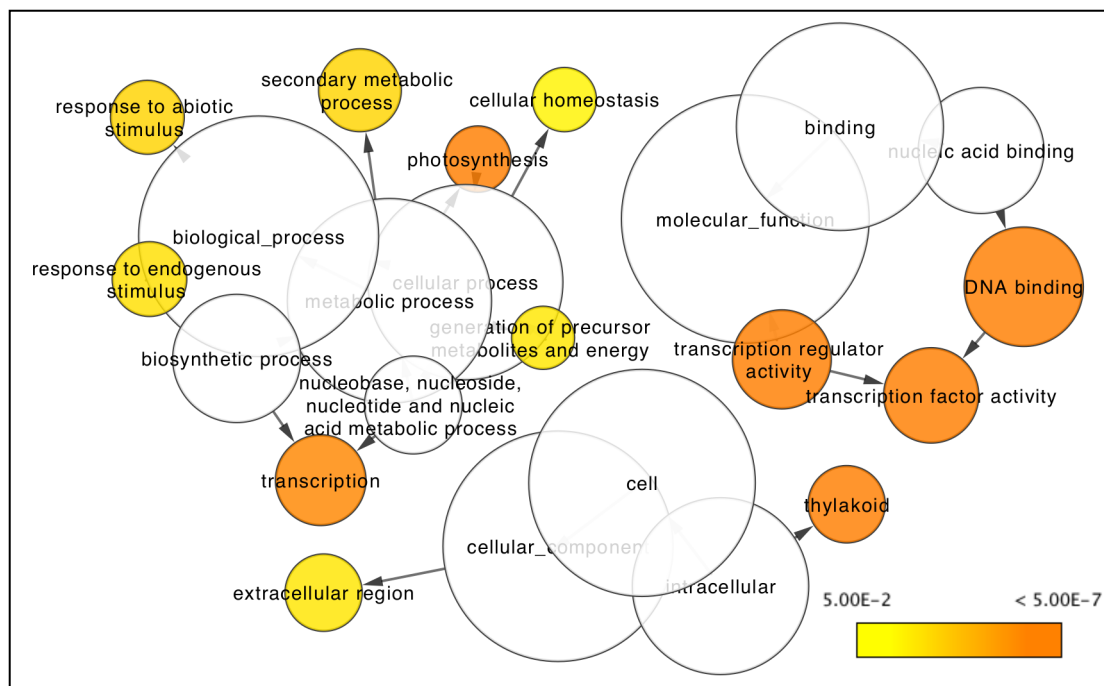 response to abiotic
stimulus
secondary metabolic
process
cellular homeostasis
photosynthesis
binding
nucleic acid binding
molecular_function
biological_process
response to endogenous
stimulus
cellular process
metabolic process
DNA binding
generation of precursor
metabolites and energy
biosynthetic process
transcription regulator
activity
transcription factor activity
nucleobase, nucleoside,
nucleotide and nucleic
acid metabolic process
transcription
cell
thylakoid
cellular_component
intracellular
extracellular region
5.00E-2
< 5.00E-7